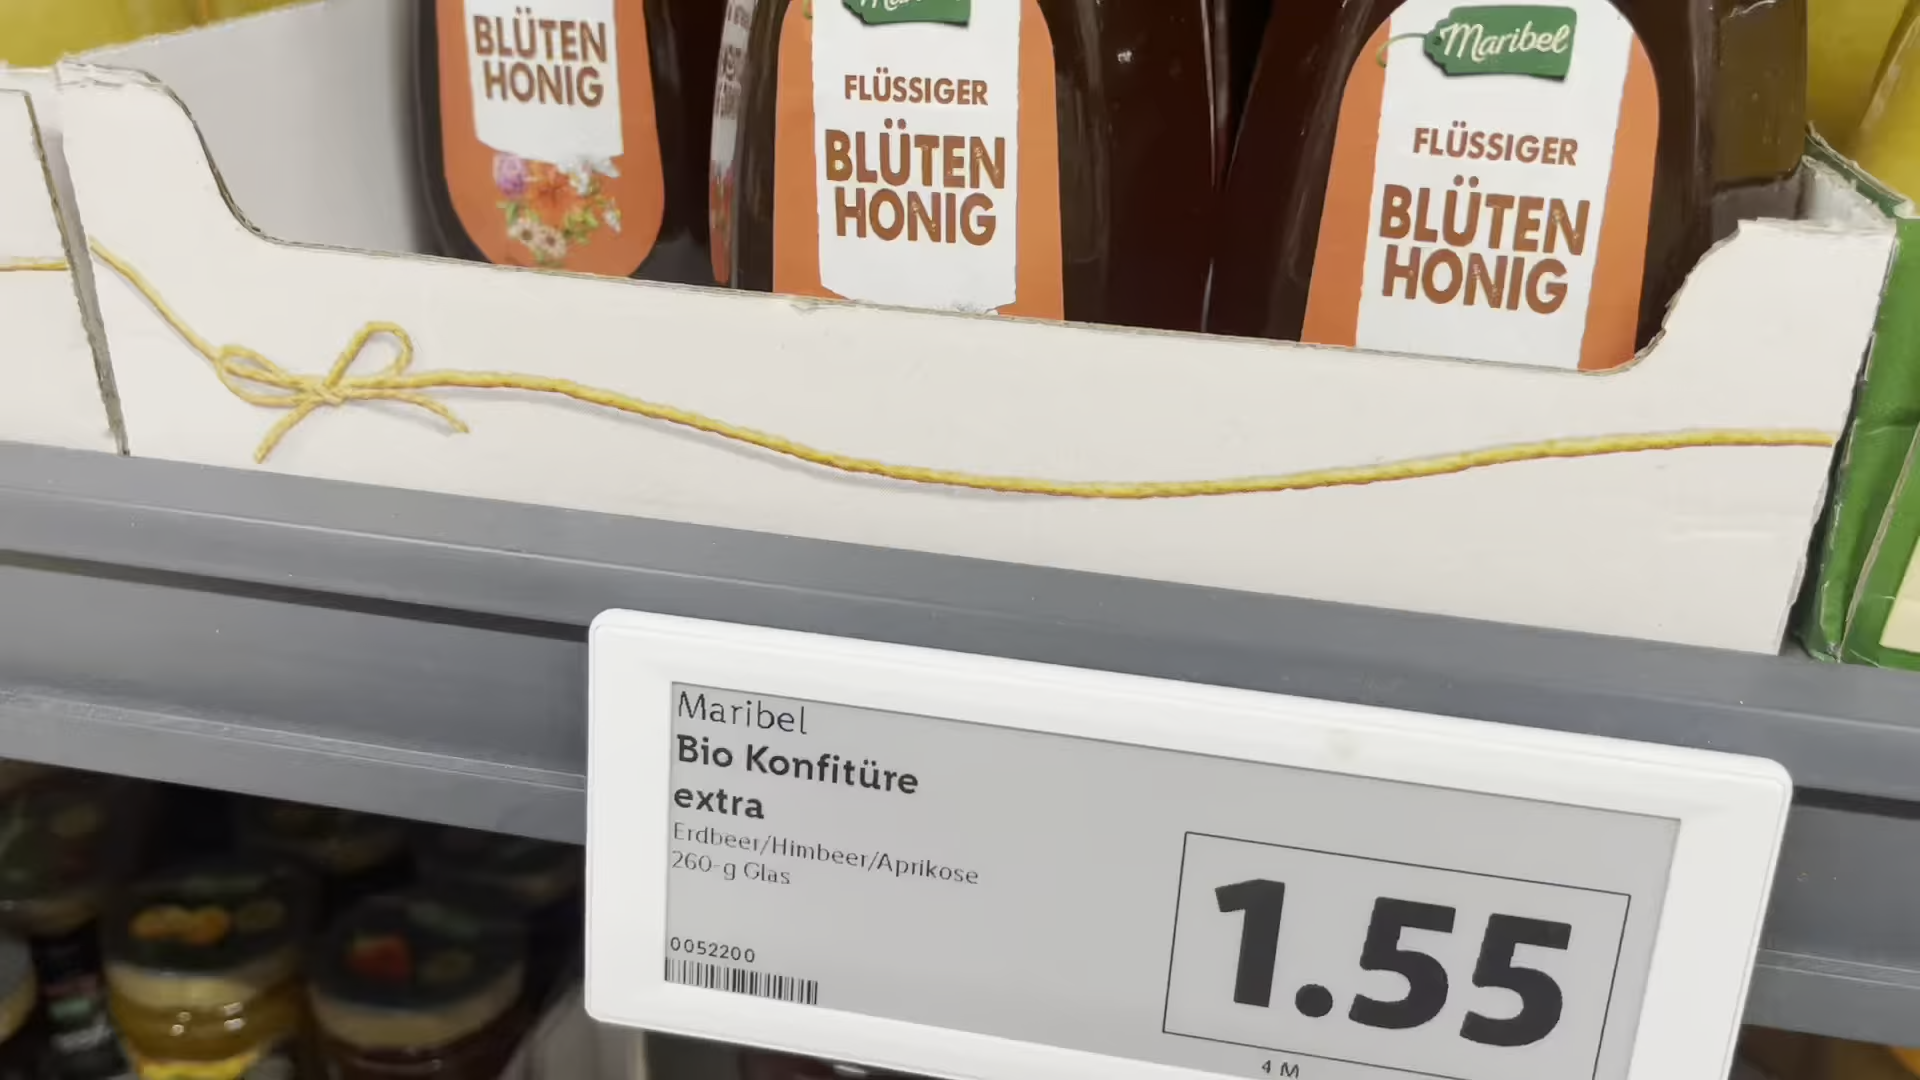 BLÜTEN
HONIG
FLÜSSIGER
BLÜTEN
HONIG
Maribel
FLÜSSIGER
BLÜTEN
HONIG
Maribel
Bio Konfitüre
extra
Erdbeer/Himbeer/Aprikose
260-g Glas
0052200
1.55
4 M